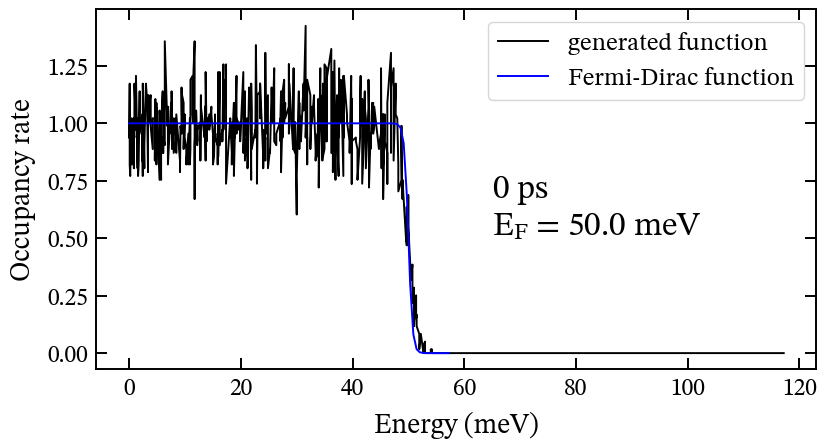 generated function
Fermi-Dirac function
0 ps
E_F = 50.0 meV
Occupancy rate
1.25
1.00
0.75
0.50
0.25
0.00
0 20 40 60 80 100 120
Energy (meV)